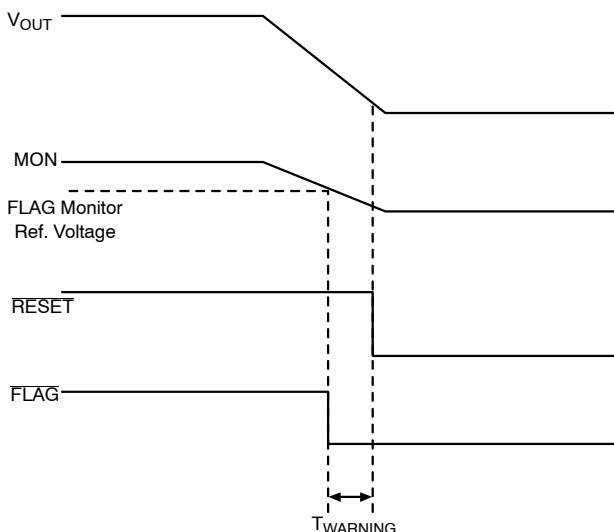 VOUT
MON
FLAG Monitor
Ref. Voltage
RESET
FLAG
TWARNING